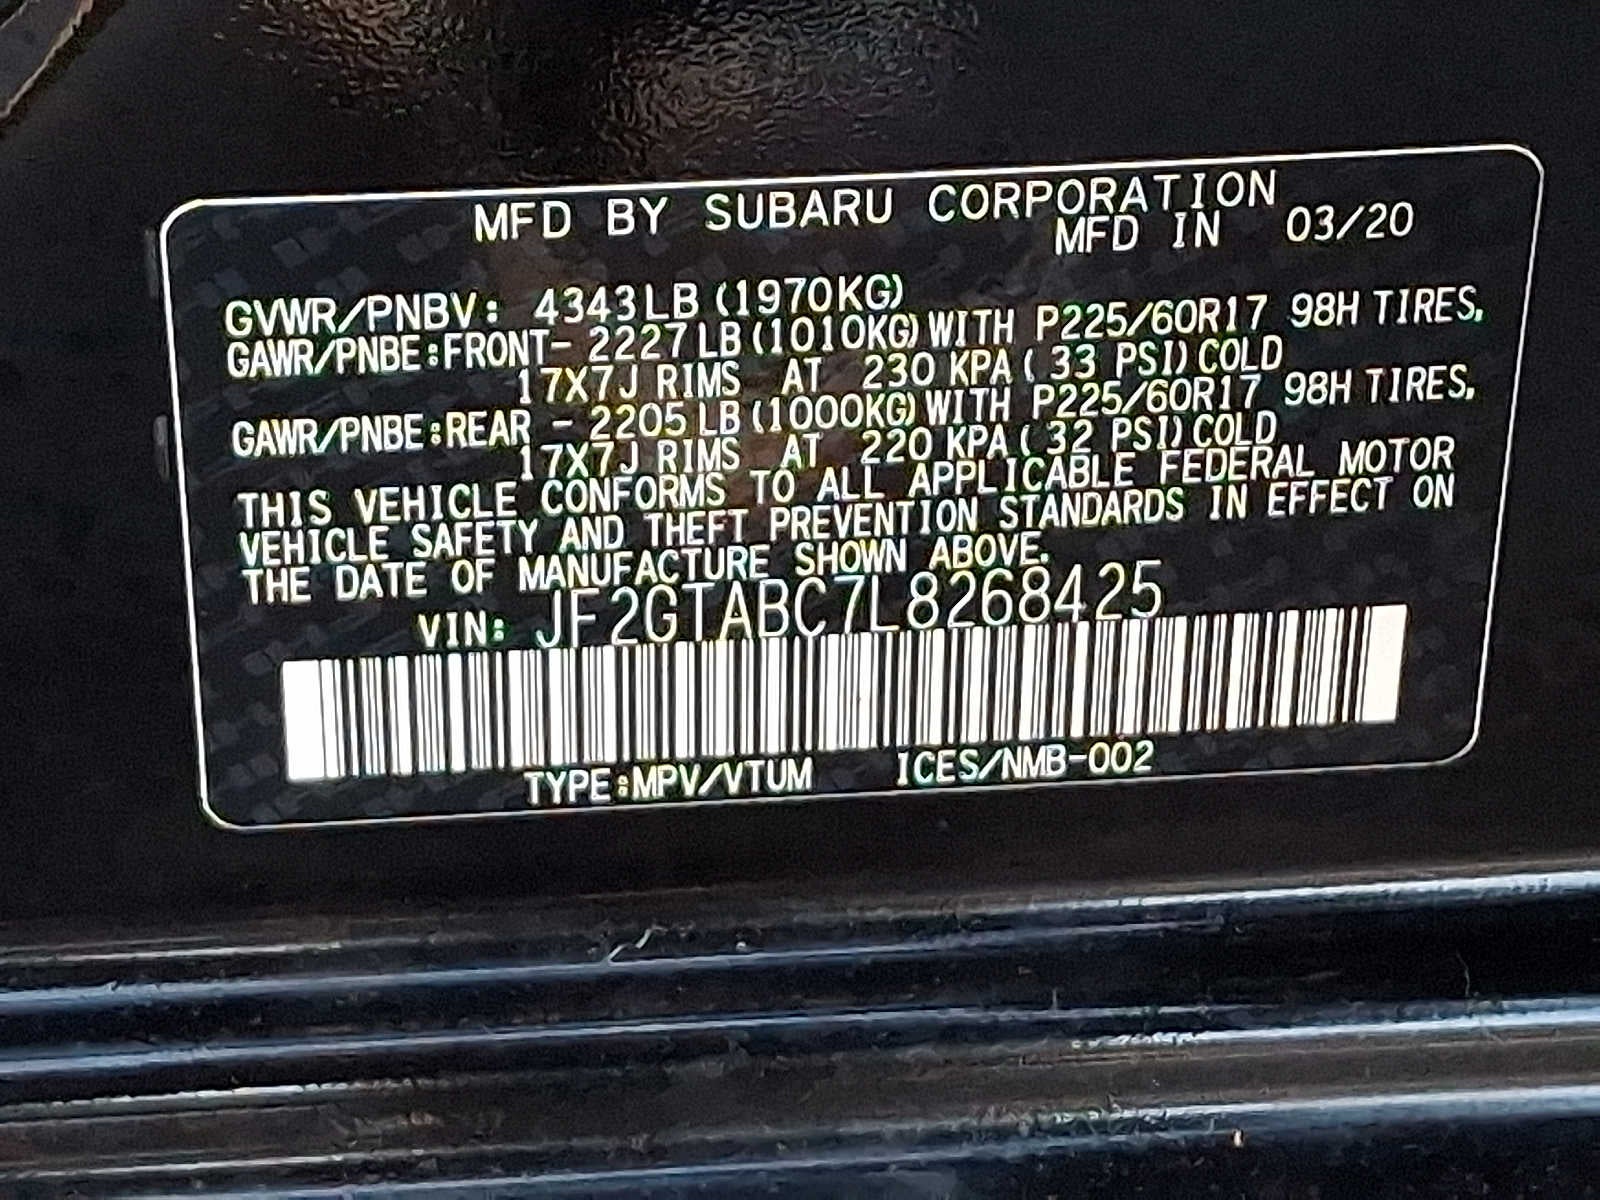 MFD BY SUBARU CORPORATION
MFD IN 03/20
GVWR/PNBV: 4343LB(1970KG)
GAWR/PNBE:FRONT- 2227LB(1010KG)WITH P225/60R17 98H TIRES,
17X7J RIMS AT 230 KPA( 33 PSI)COLD
GAWR/PNBE:REAR - 2205LB(1000KG)WITH P225/60R17 98H TIRES,
17X7J RIMS AT 220 KPA( 32 PSI)COLD
THIS VEHICLE CONFORMS TO ALL APPLICABLE FEDERAL MOTOR
VEHICLE SAFETY AND THEFT PREVENTION STANDARDS IN EFFECT ON
THE DATE OF MANUFACTURE SHOWN ABOVE.
VIN: JF2GTABC7L8268425
TYPE:MPV/VTUM ICES/NMB-002